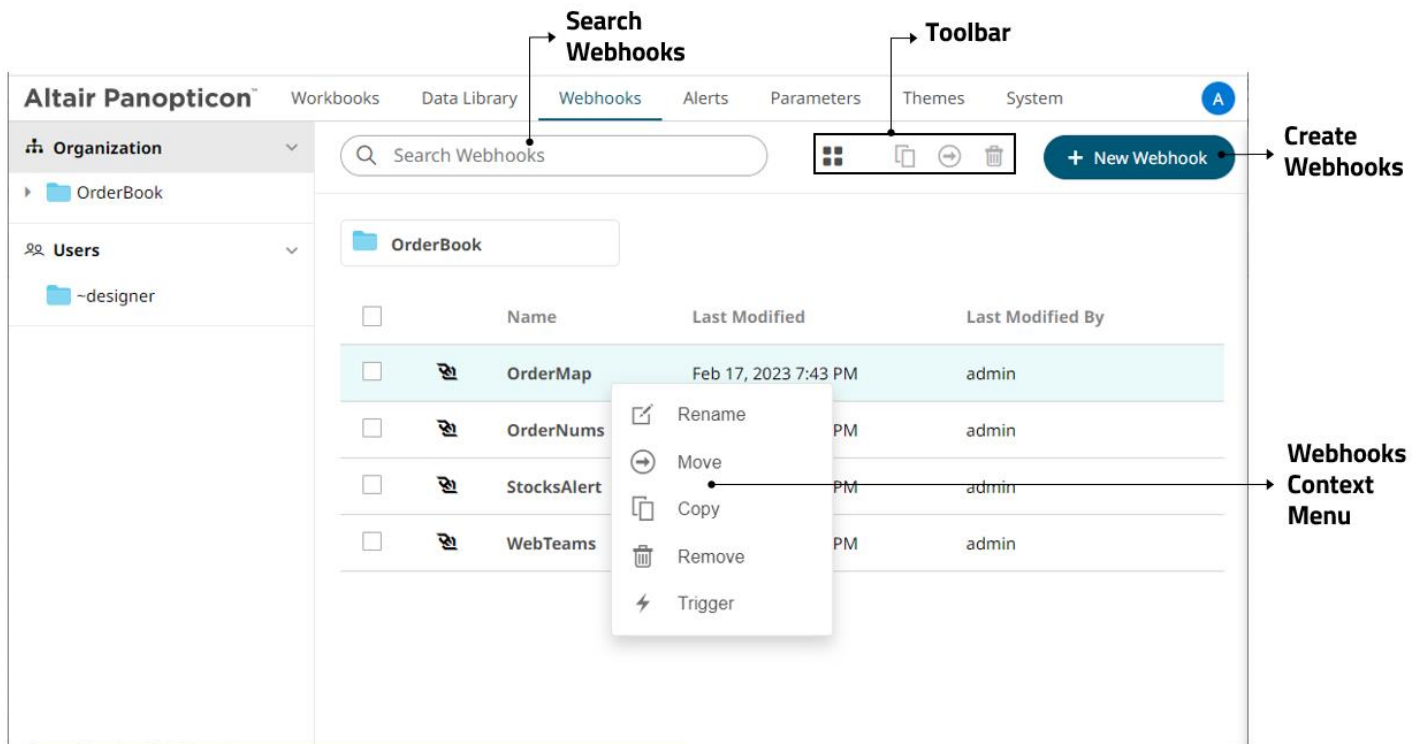 Search
Webhooks
Toolbar
Altair Panopticon™
Workbooks Data Library Webhooks Alerts Parameters Themes System
A
Organization
OrderBook
Users
~designer
Search Webhooks
+ New Webhook
Create
Webhooks
OrderBook
Name Last Modified Last Modified By
OrderMap Feb 17, 2023 7:43 PM admin
OrderNums PM admin
StocksAlert PM admin
WebTeams PM admin
Rename
Move
Copy
Remove
Trigger
Webhooks
Context
Menu